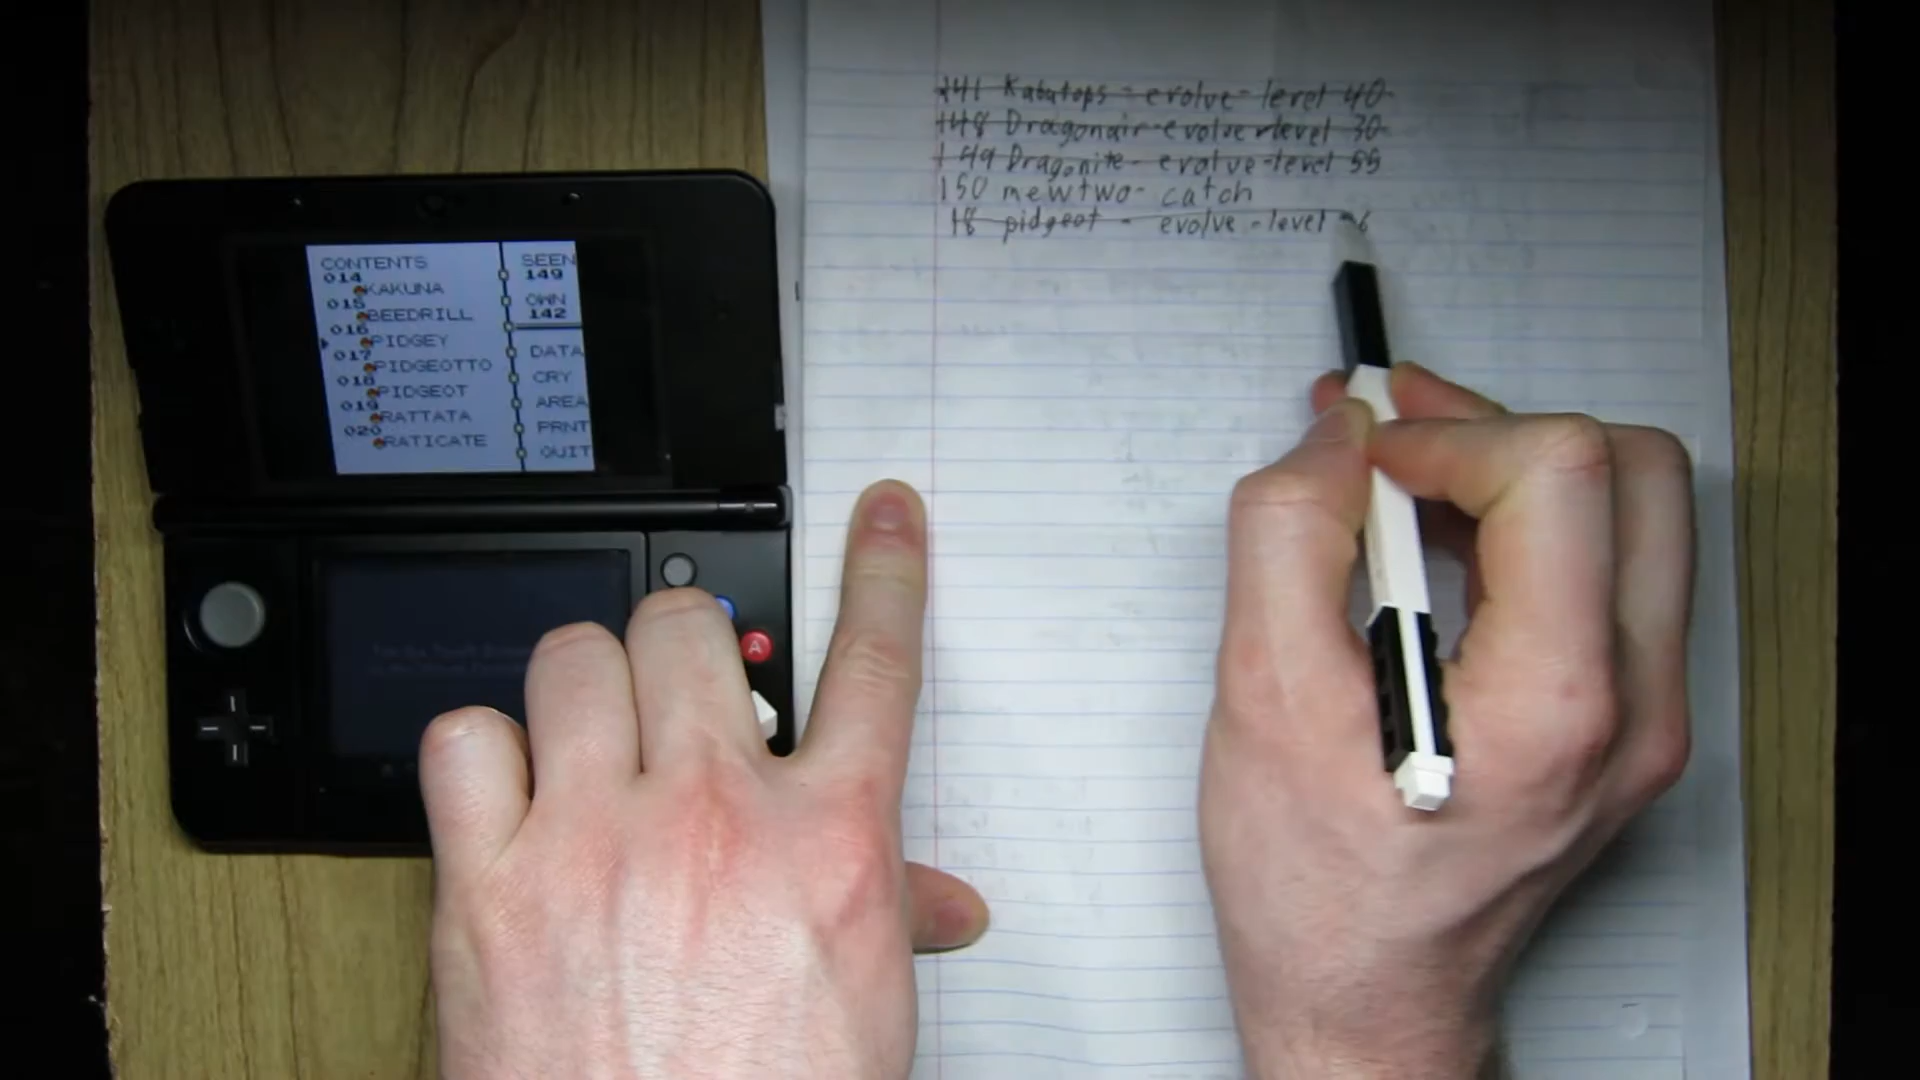 CONTENTS
014
KAKUNA
015
BEEDRILL
016
PIDGEY
017
PIDGEOTTO
018
PIDGEOT
019
RATTATA
020
RATICATE
SEEN
149
OWN
142
DATA
CRY
AREA
PRNT
QUIT
A
141 Kabutops - evolve - level 40
148 Dragonair - evolve - level 30
149 Dragonite - evolve - level 55
150 mewtwo - catch
18 pidgeot - evolve - level